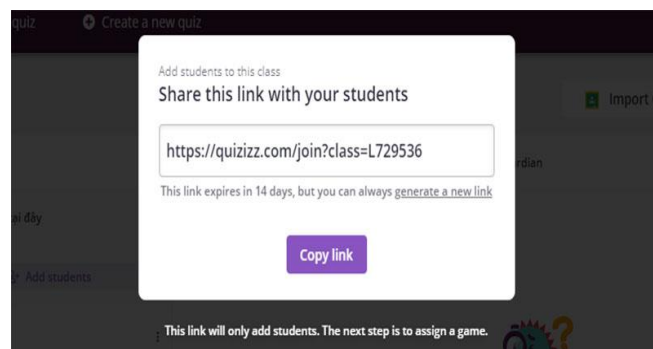 quiz
Create a new quiz
Add students to this class
Share this link with your students
Import
https://quizizz.com/join?class=L729536
rdian
This link expires in 14 days, but you can always generate a new link
tại đây
Copy link
Add students
This link will only add students. The next step is to assign a game.